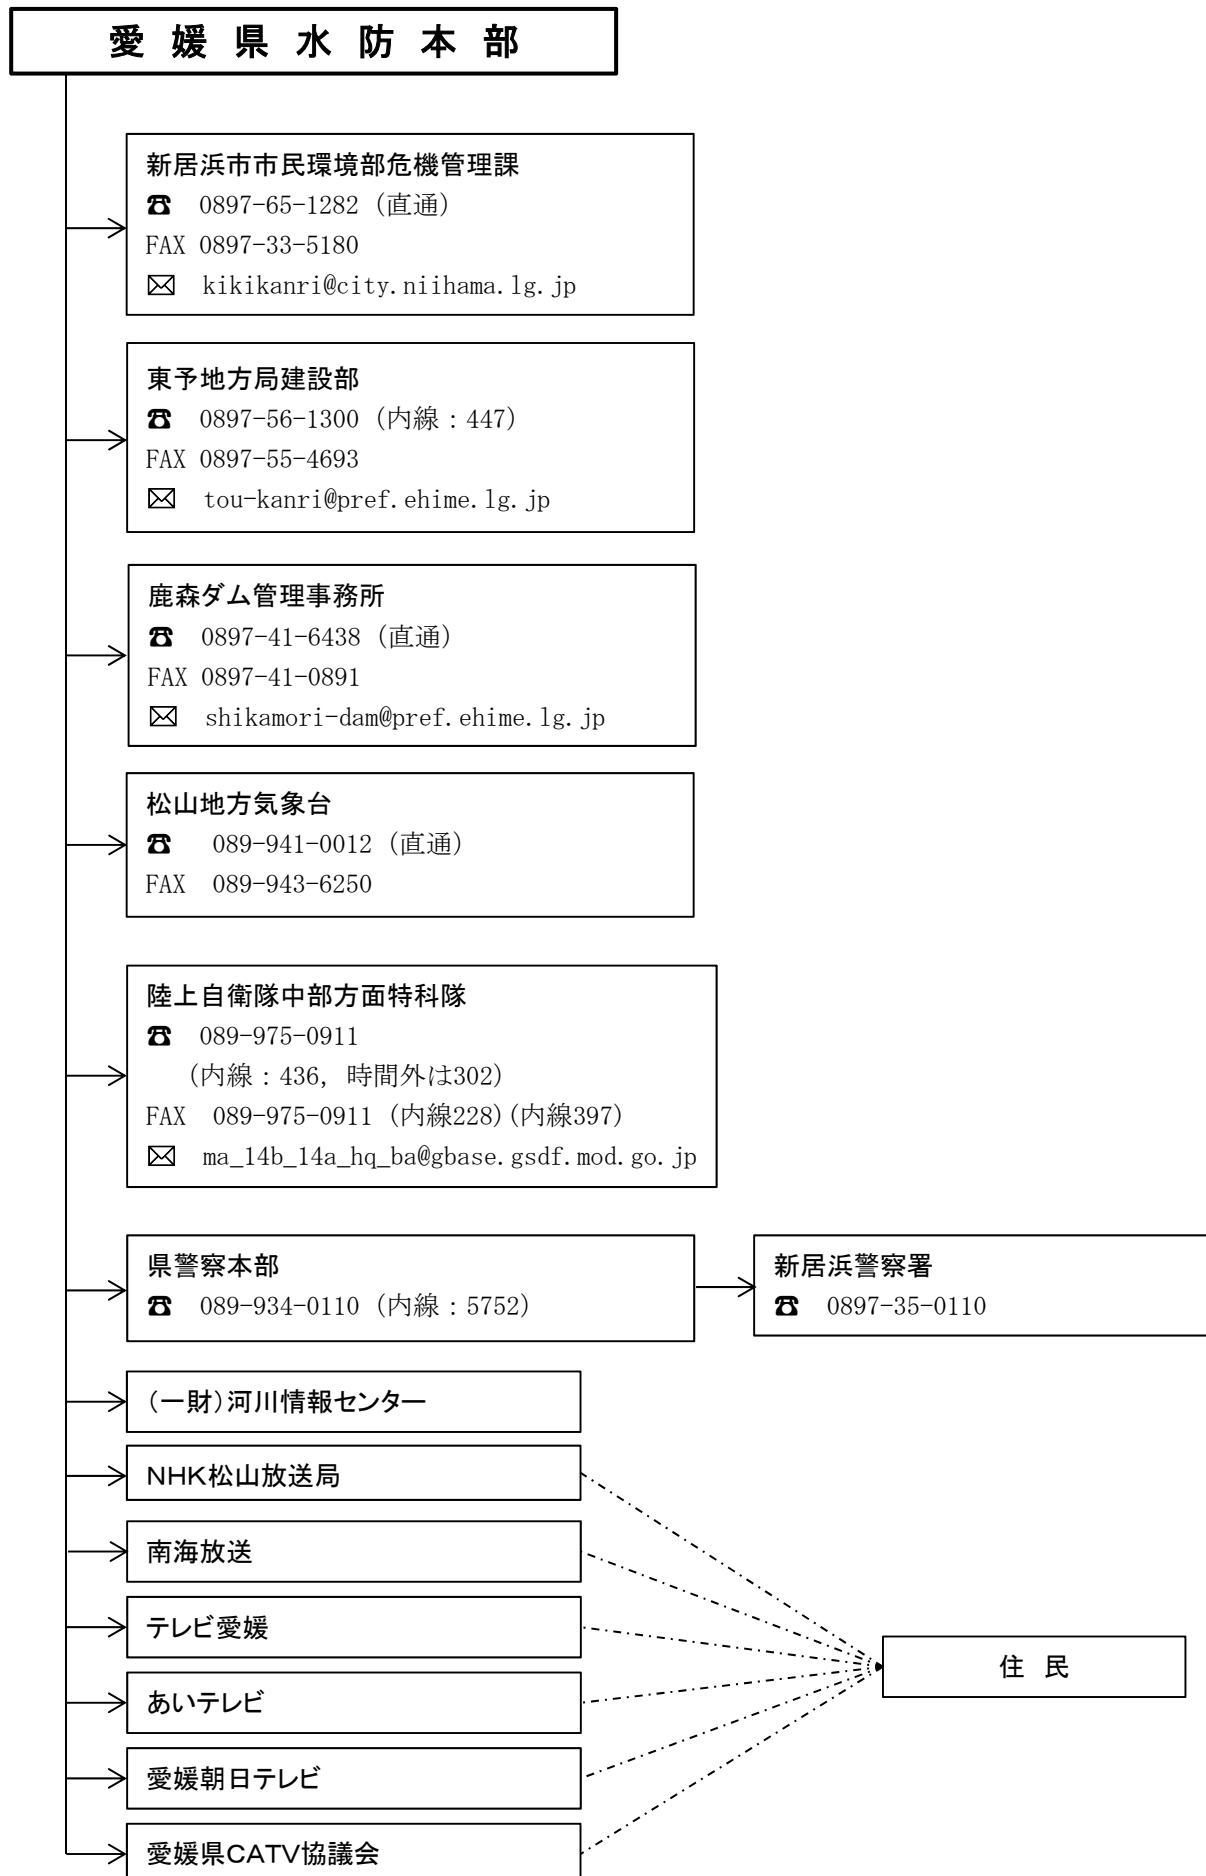 愛媛県水防本部
新居浜市市民環境部危機管理課
☎ 0897-65-1282 (直通)
FAX 0897-33-5180
✉ kikikanri@city.niihama.lg.jp
東予地方局建設部
☎ 0897-56-1300 (内線：447)
FAX 0897-55-4693
✉ tou-kanri@pref.ehime.lg.jp
鹿森ダム管理事務所
☎ 0897-41-6438 (直通)
FAX 0897-41-0891
✉ shikamori-dam@pref.ehime.lg.jp
松山地方気象台
☎ 089-941-0012 (直通)
FAX 089-943-6250
陸上自衛隊中部方面特科隊
☎ 089-975-0911
(内線：436, 時間外は302)
FAX 089-975-0911 (内線228)(内線397)
✉ ma_14b_14a_hq_ba@gbase.gsdf.mod.go.jp
県警察本部
☎ 089-934-0110 (内線：5752)
新居浜警察署
☎ 0897-35-0110
(一財)河川情報センター
NHK松山放送局
南海放送
テレビ愛媛
あいテレビ
愛媛朝日テレビ
愛媛県CATV協議会
住民